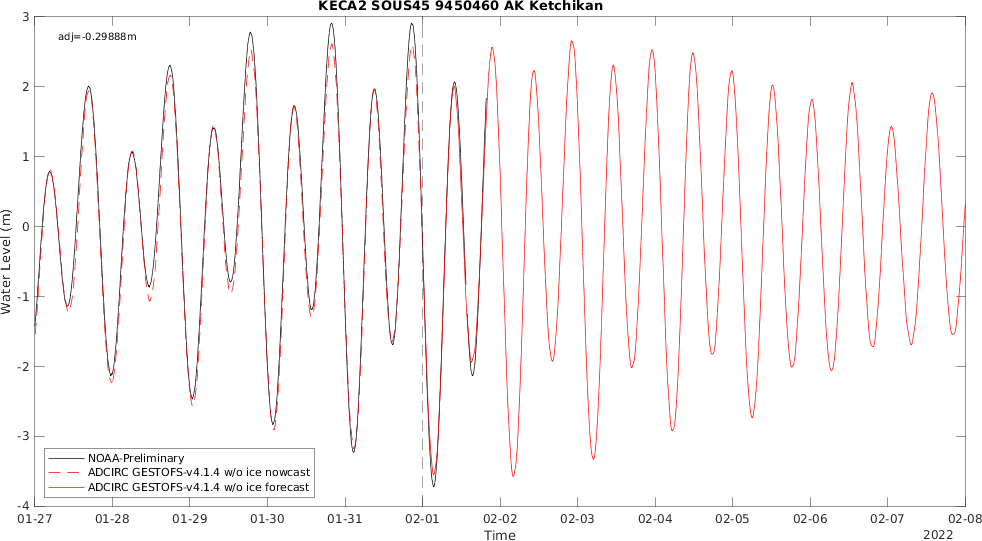 KECA2 SOUS45 9450460 AK Ketchikan
adj=-0.29888m
3
2
1
0
-1
-2
-3
-4
Water Level (m)
NOAA-Preliminary
ADCIRC GESTOFS-v4.1.4 w/o ice nowcast
ADCIRC GESTOFS-v4.1.4 w/o ice forecast
01-27 01-28 01-29 01-30 01-31 02-01 02-02 02-03 02-04 02-05 02-06 02-07 02-08
Time
2022